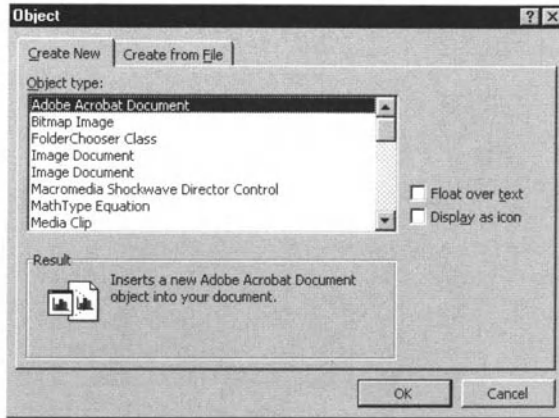 Object
Create New Create from File
Object type:
Adobe Acrobat Document
Bitmap Image
FolderChooser Class
Image Document
Image Document
Macromedia Shockwave Director Control
MathType Equation
Media Clip
Float over text
Display as icon
Result
Inserts a new Adobe Acrobat Document
object into your document.
OK Cancel